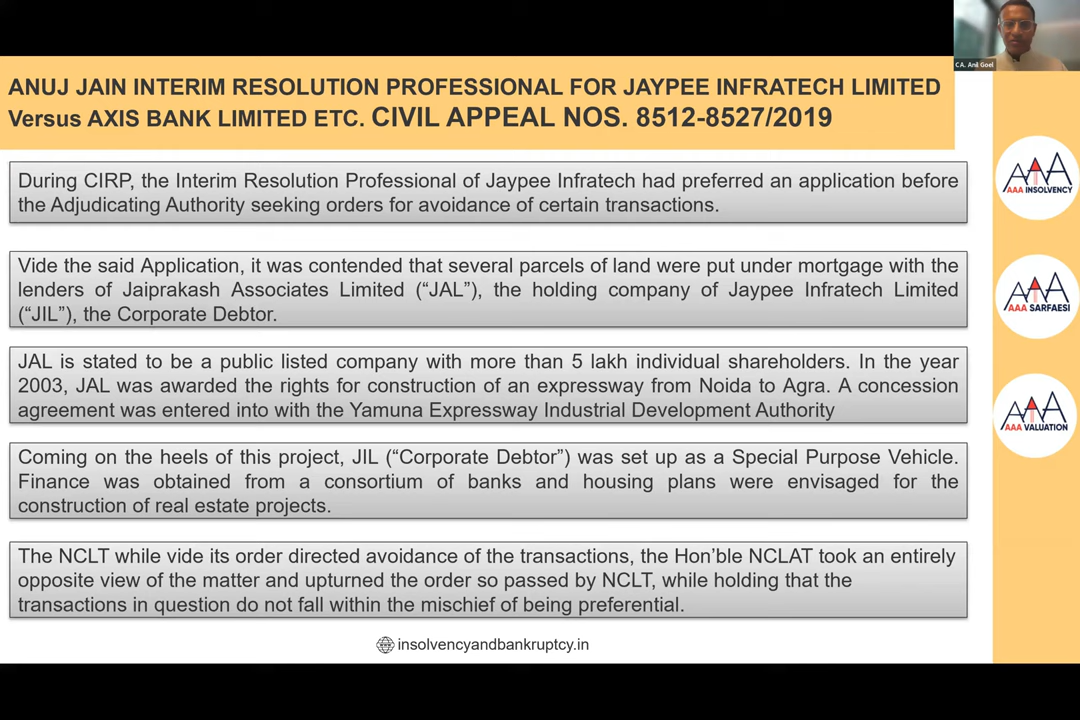 C.A. Anil Goel
ANUJ JAIN INTERIM RESOLUTION PROFESSIONAL FOR JAYPEE INFRATECH LIMITED
Versus AXIS BANK LIMITED ETC. CIVIL APPEAL NOS. 8512-8527/2019
During CIRP, the Interim Resolution Professional of Jaypee Infratech had preferred an application before
the Adjudicating Authority seeking orders for avoidance of certain transactions.
Vide the said Application, it was contended that several parcels of land were put under mortgage with the
lenders of Jaiprakash Associates Limited (“JAL”), the holding company of Jaypee Infratech Limited
(“JIL”), the Corporate Debtor.
JAL is stated to be a public listed company with more than 5 lakh individual shareholders. In the year
2003, JAL was awarded the rights for construction of an expressway from Noida to Agra. A concession
agreement was entered into with the Yamuna Expressway Industrial Development Authority
Coming on the heels of this project, JIL (“Corporate Debtor”) was set up as a Special Purpose Vehicle.
Finance was obtained from a consortium of banks and housing plans were envisaged for the
construction of real estate projects.
The NCLT while vide its order directed avoidance of the transactions, the Hon’ble NCLAT took an entirely
opposite view of the matter and upturned the order so passed by NCLT, while holding that the
transactions in question do not fall within the mischief of being preferential.
insolvencyandbankruptcy.in
AAA INSOLVENCY
AAA SARFAESI
AAA VALUATION